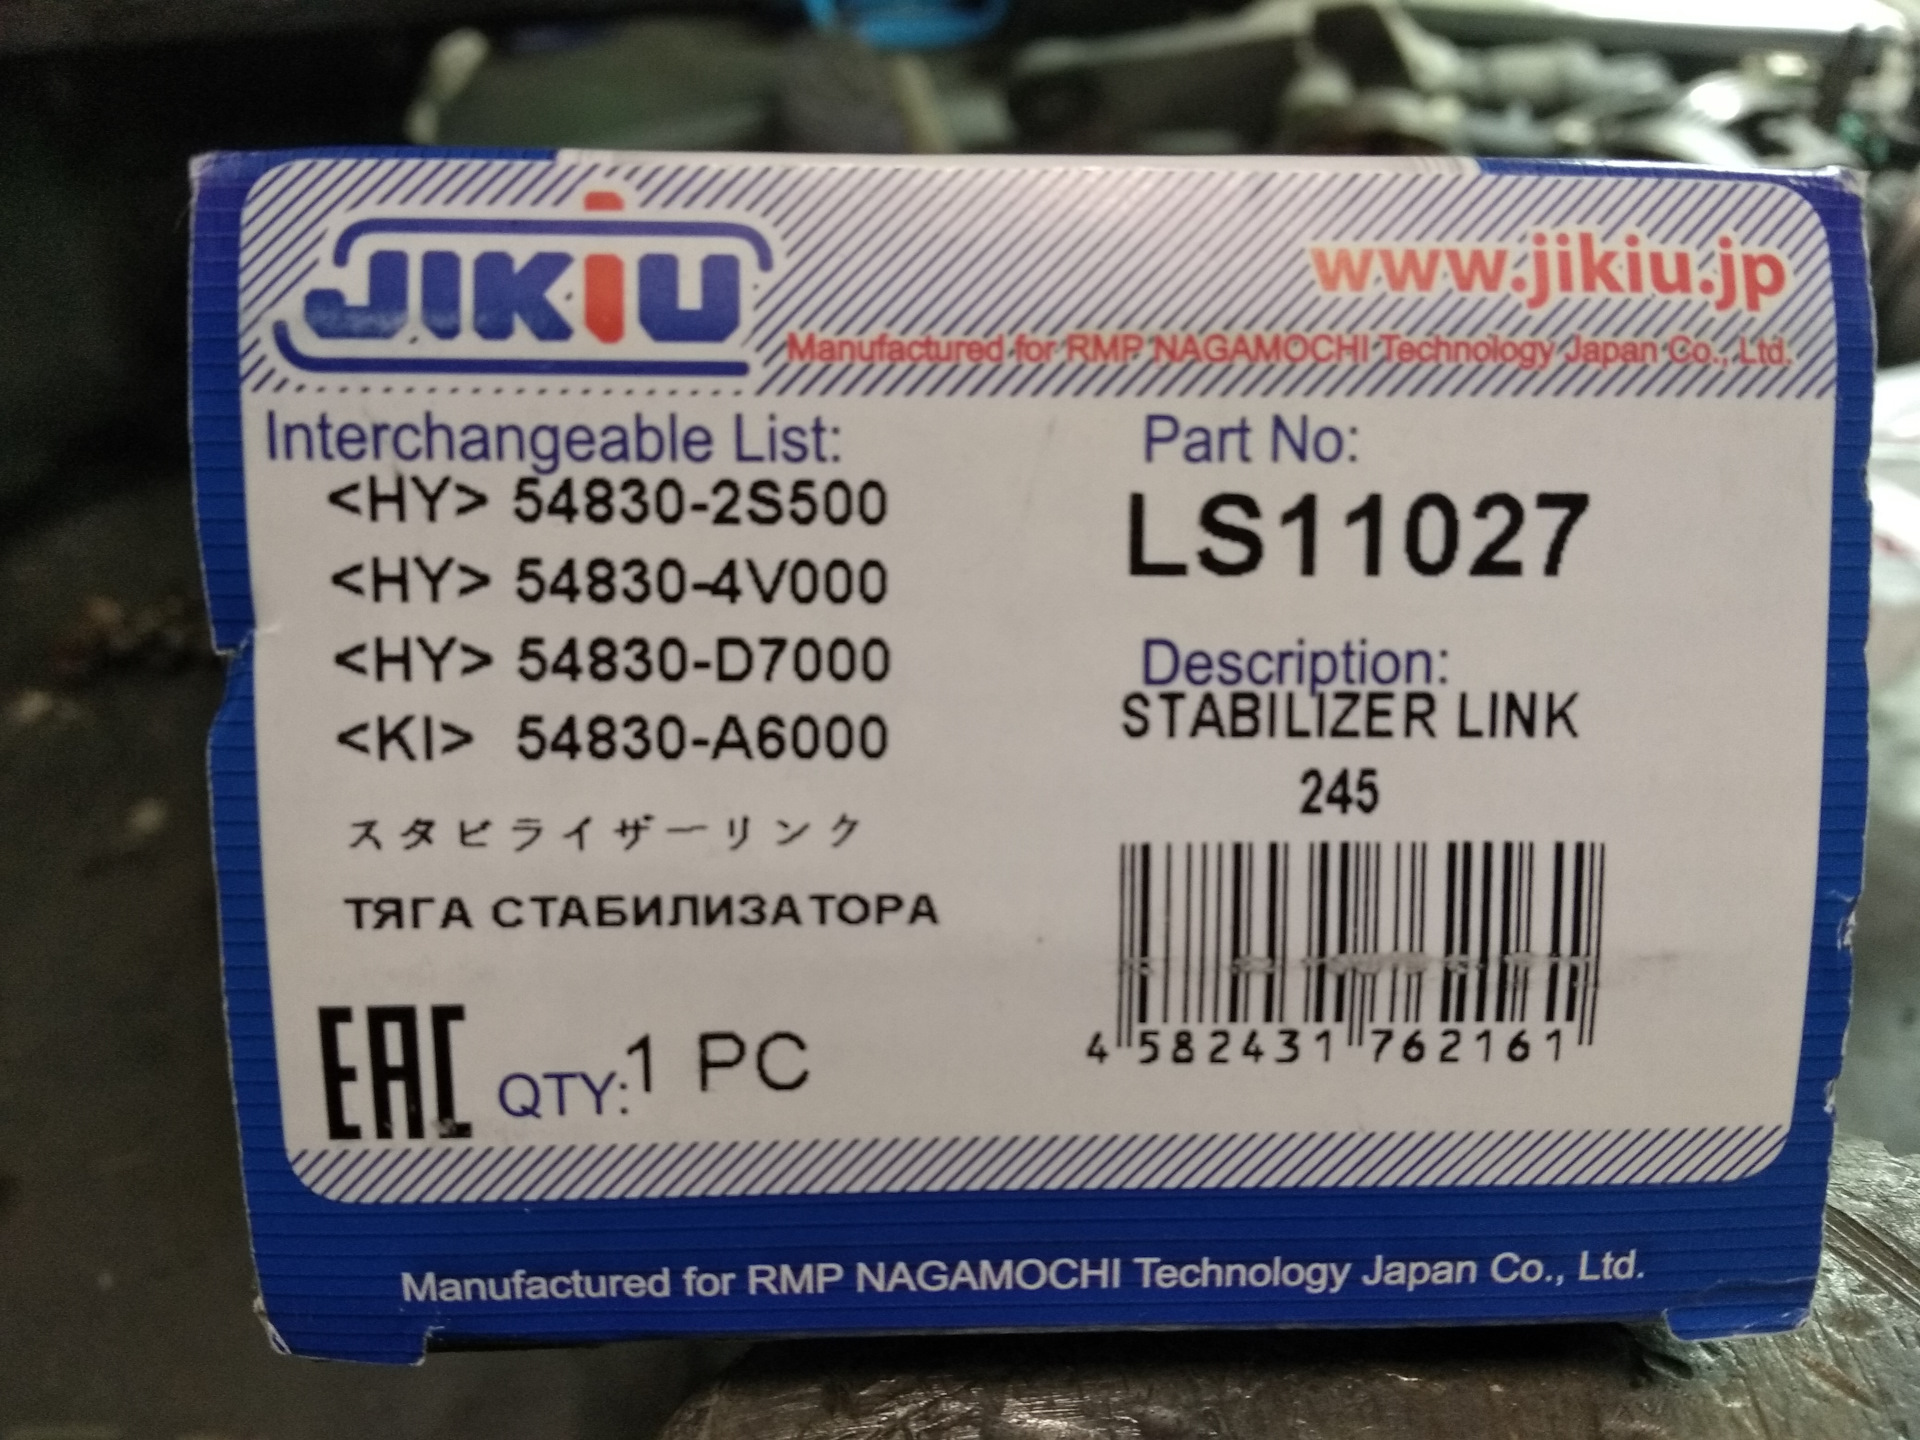 JIKIU
www.jikiu.jp
Manufactured for RMP NAGAMOCHI Technology Japan Co., Ltd.
Interchangeable List:
<HY> 54830-2S500
<HY> 54830-4V000
<HY> 54830-D7000
<KI> 54830-A6000
スタビライザーリンク
ТЯГА СТАБИЛИЗАТОРА
EAC
QTY: 1 PC
Part No:
LS11027
Description:
STABILIZER LINK
245
4 582431 762161
Manufactured for RMP NAGAMOCHI Technology Japan Co., Ltd.